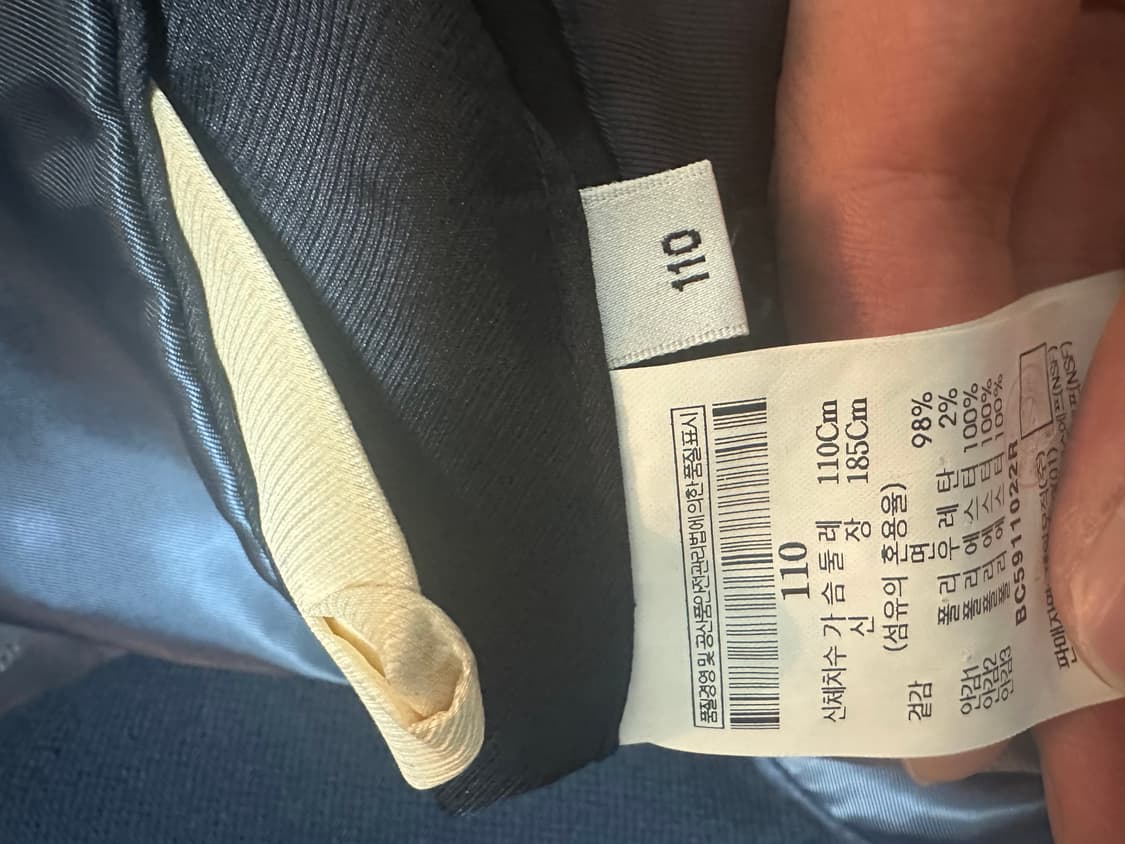 110
품질경영 및 공산품안전관리법에 의한 품질표시
110
신체치수 가슴둘레 110Cm
신 장 185Cm
(섬유의 혼용율)
겉감 면 98%
폴리우레탄 2%
안감1 폴리에스터 100%
안감2 폴리에스터 100%
안감3 폴리에스터 100%
BC5911022R